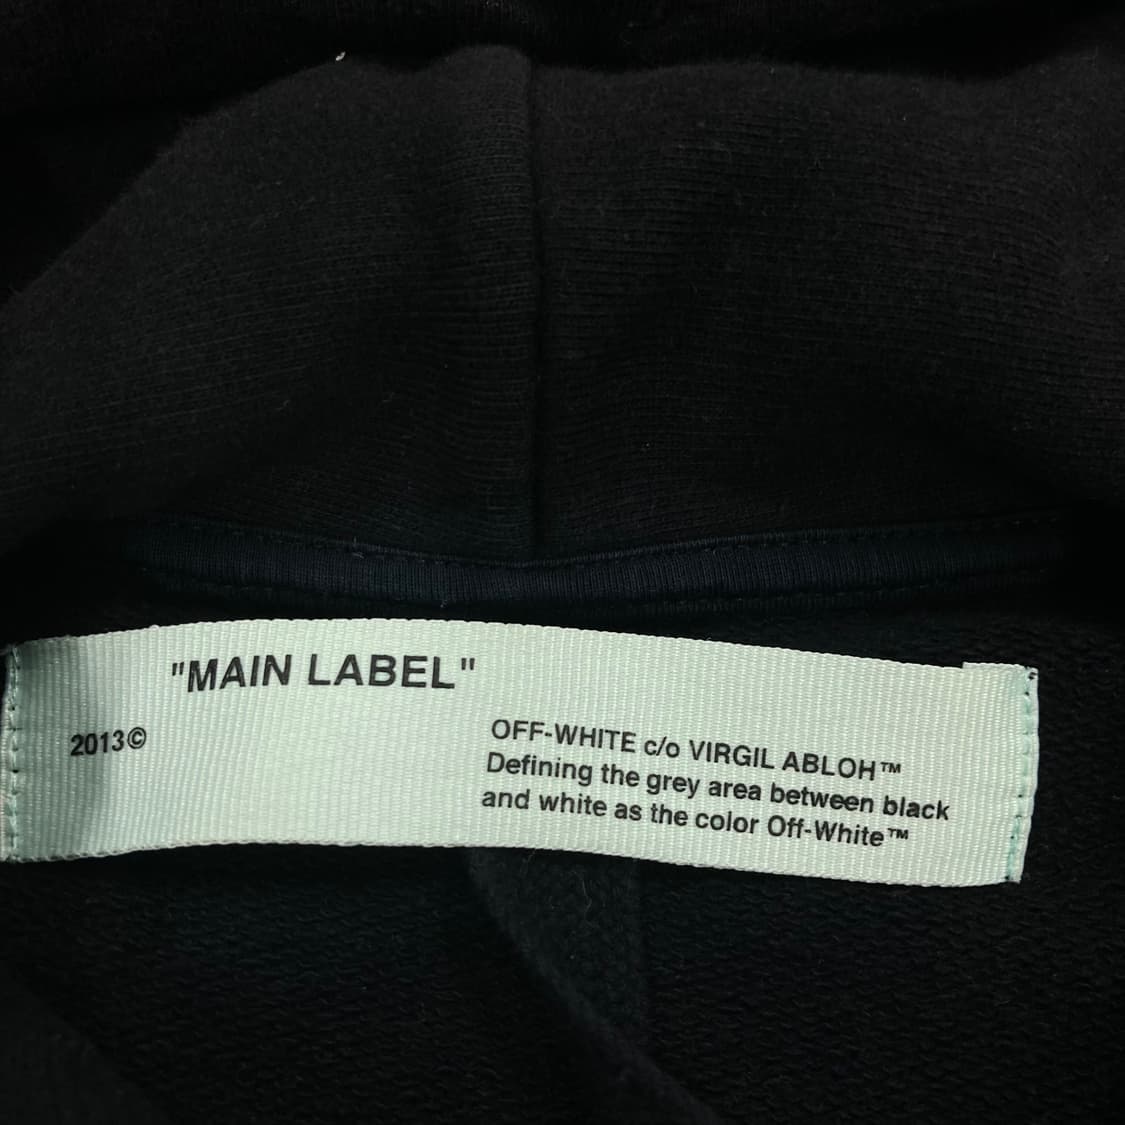 "MAIN LABEL"
2013©
OFF-WHITE c/o VIRGIL ABLOH™
Defining the grey area between black
and white as the color Off-White™